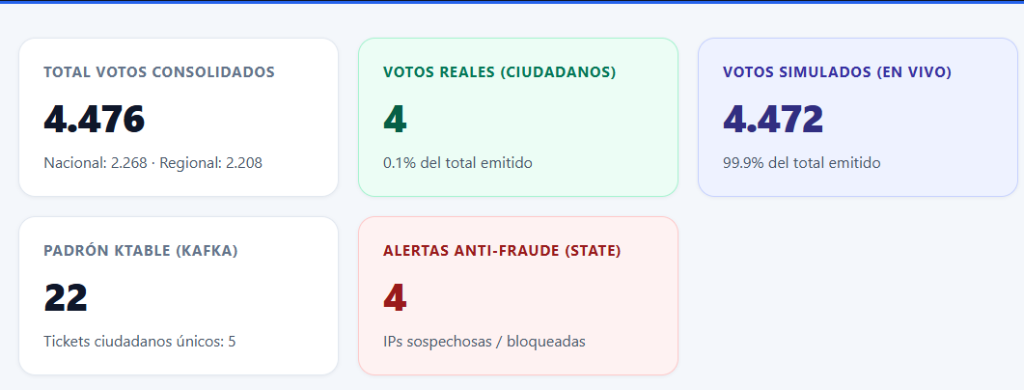 TOTAL VOTOS CONSOLIDADOS
4.476
Nacional: 2.268 · Regional: 2.208
VOTOS REALES (CIUDADANOS)
4
0.1% del total emitido
VOTOS SIMULADOS (EN VIVO)
4.472
99.9% del total emitido
PADRÓN KTABLE (KAFKA)
22
Tickets ciudadanos únicos: 5
ALERTAS ANTI-FRAUDE (STATE)
4
IPs sospechosas / bloqueadas